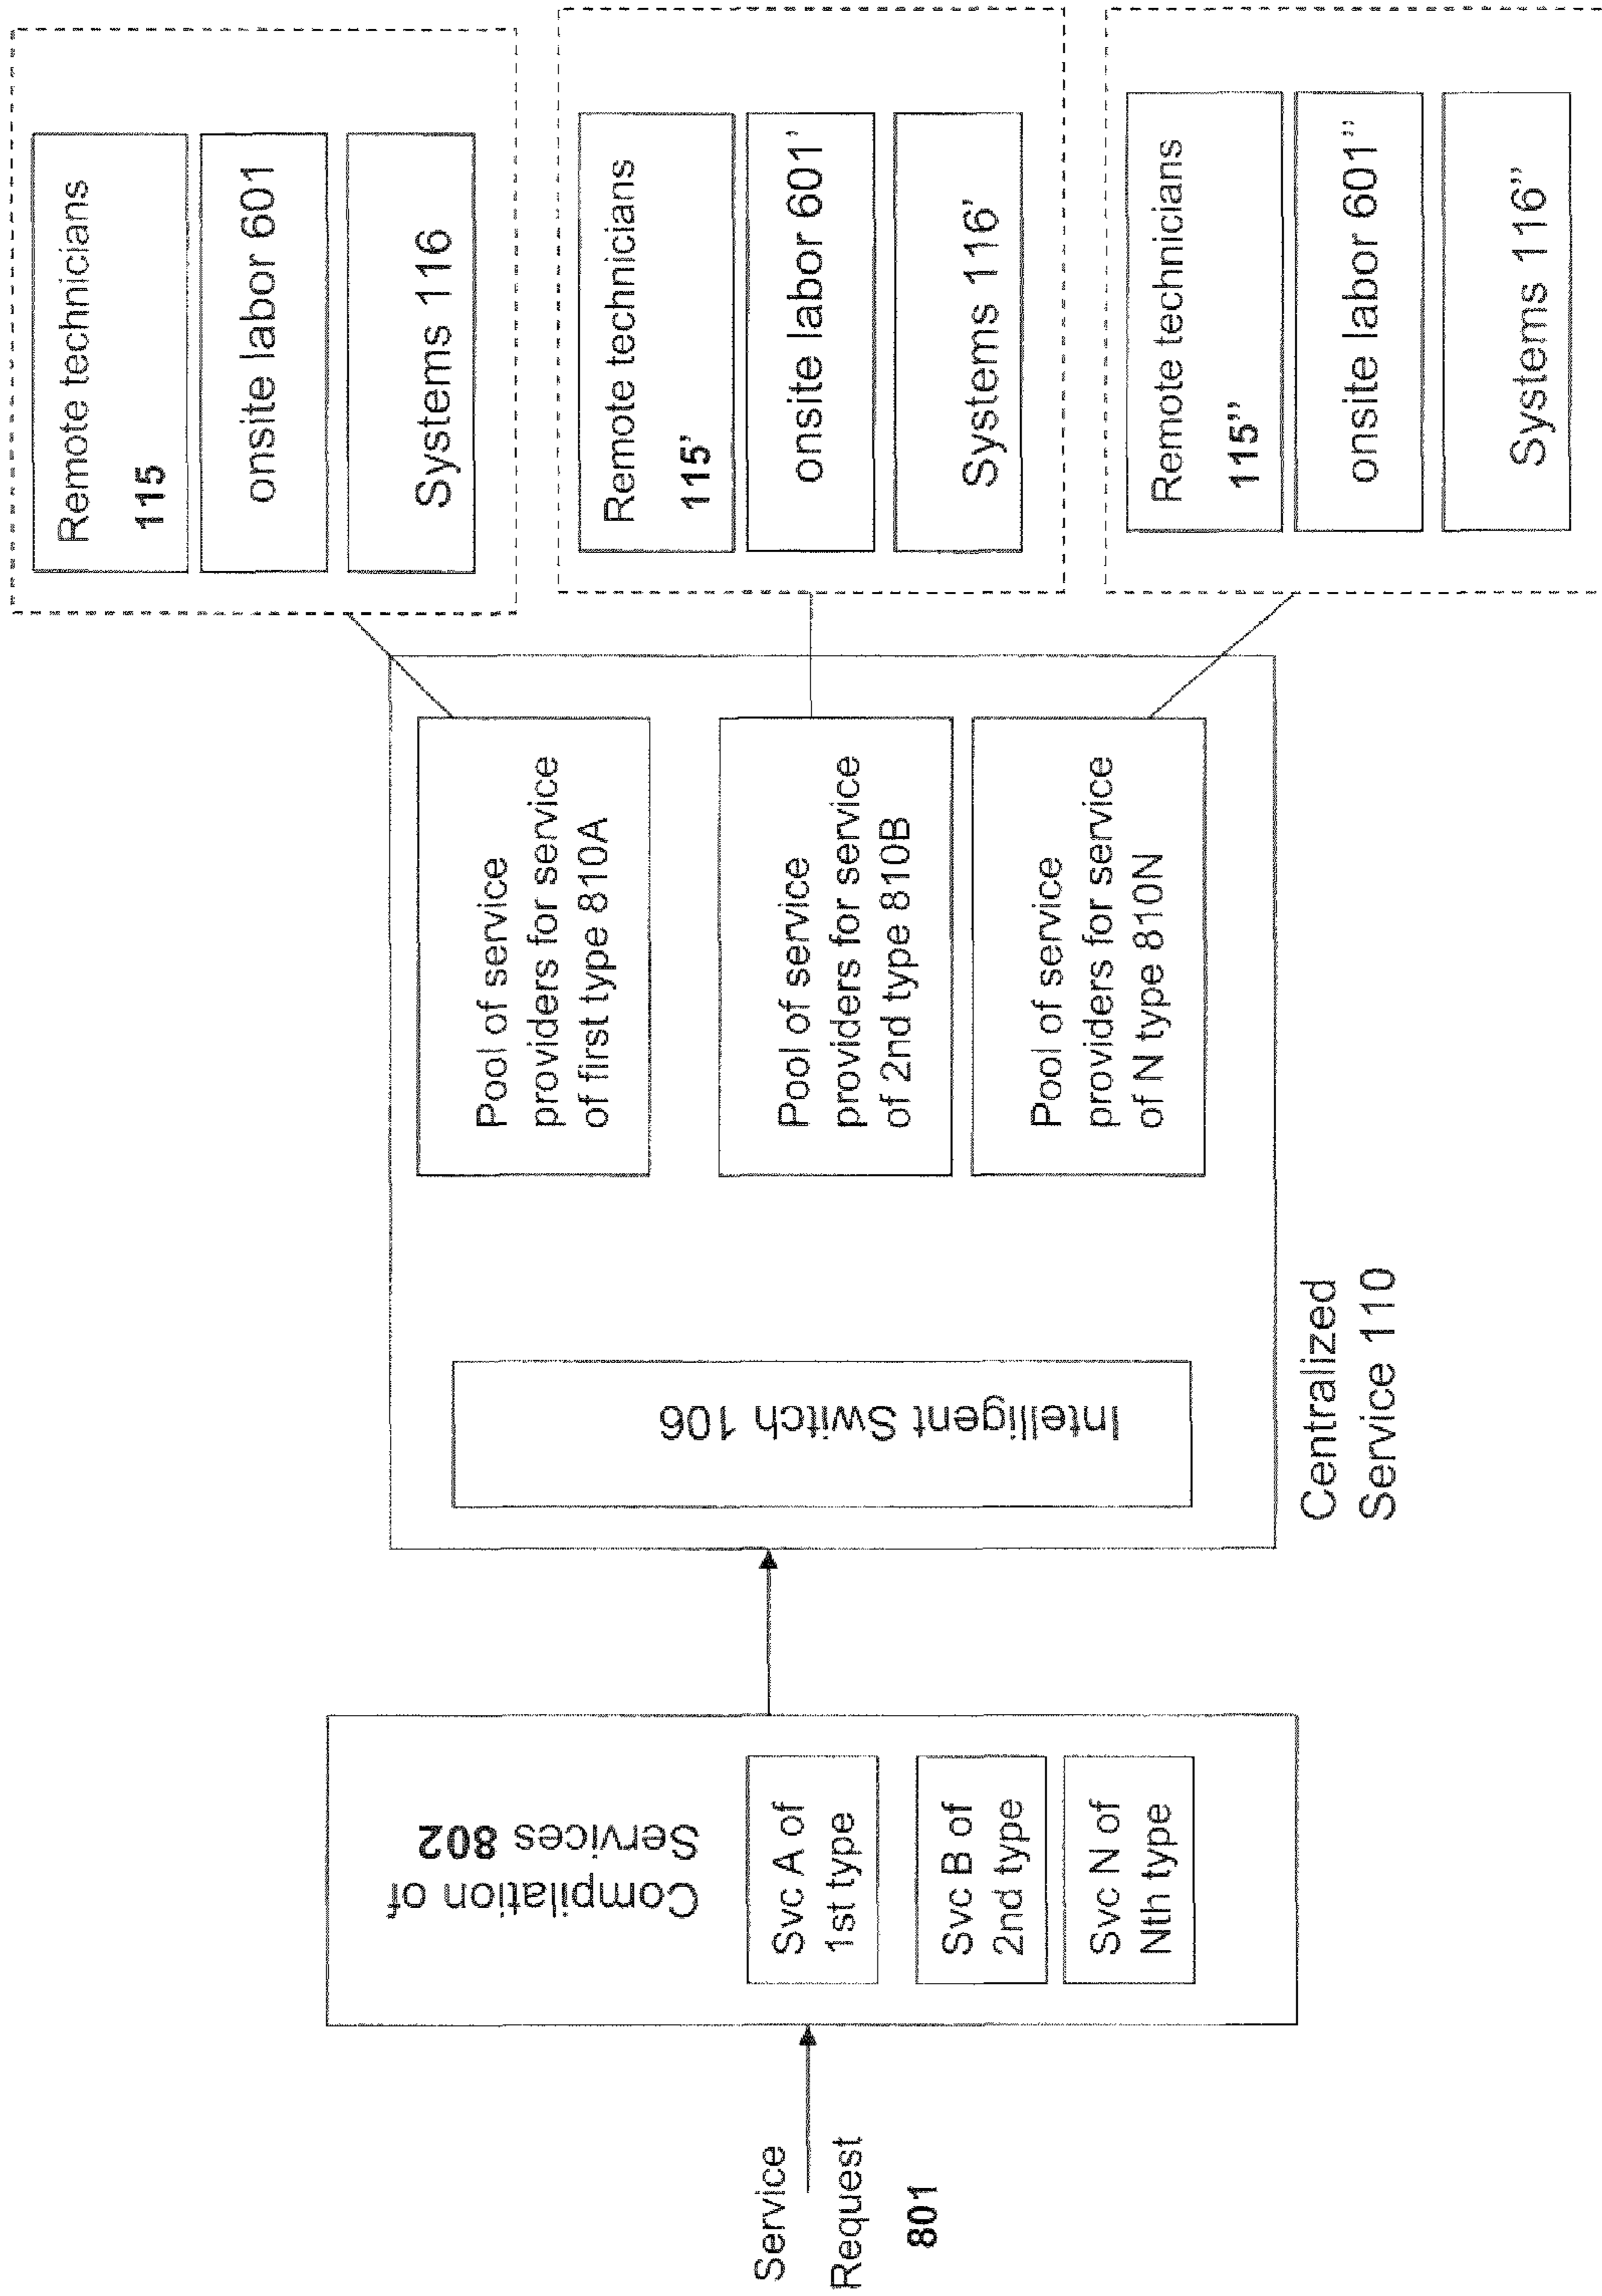 Service
Request
801
Compilation of
Services 802
Svc A of
1st type
Svc B of
2nd type
Svc N of
Nth type
Centralized
Service 110
Intelligent Switch 106
Pool of service
providers for service
of first type 810A
Pool of service
providers for service
of 2nd type 810B
Pool of service
providers for service
of N type 810N
Remote technicians
115
onsite labor 601
Systems 116
Remote technicians
115'
onsite labor 601'
Systems 116'
Remote technicians
115''
onsite labor 601''
Systems 116''